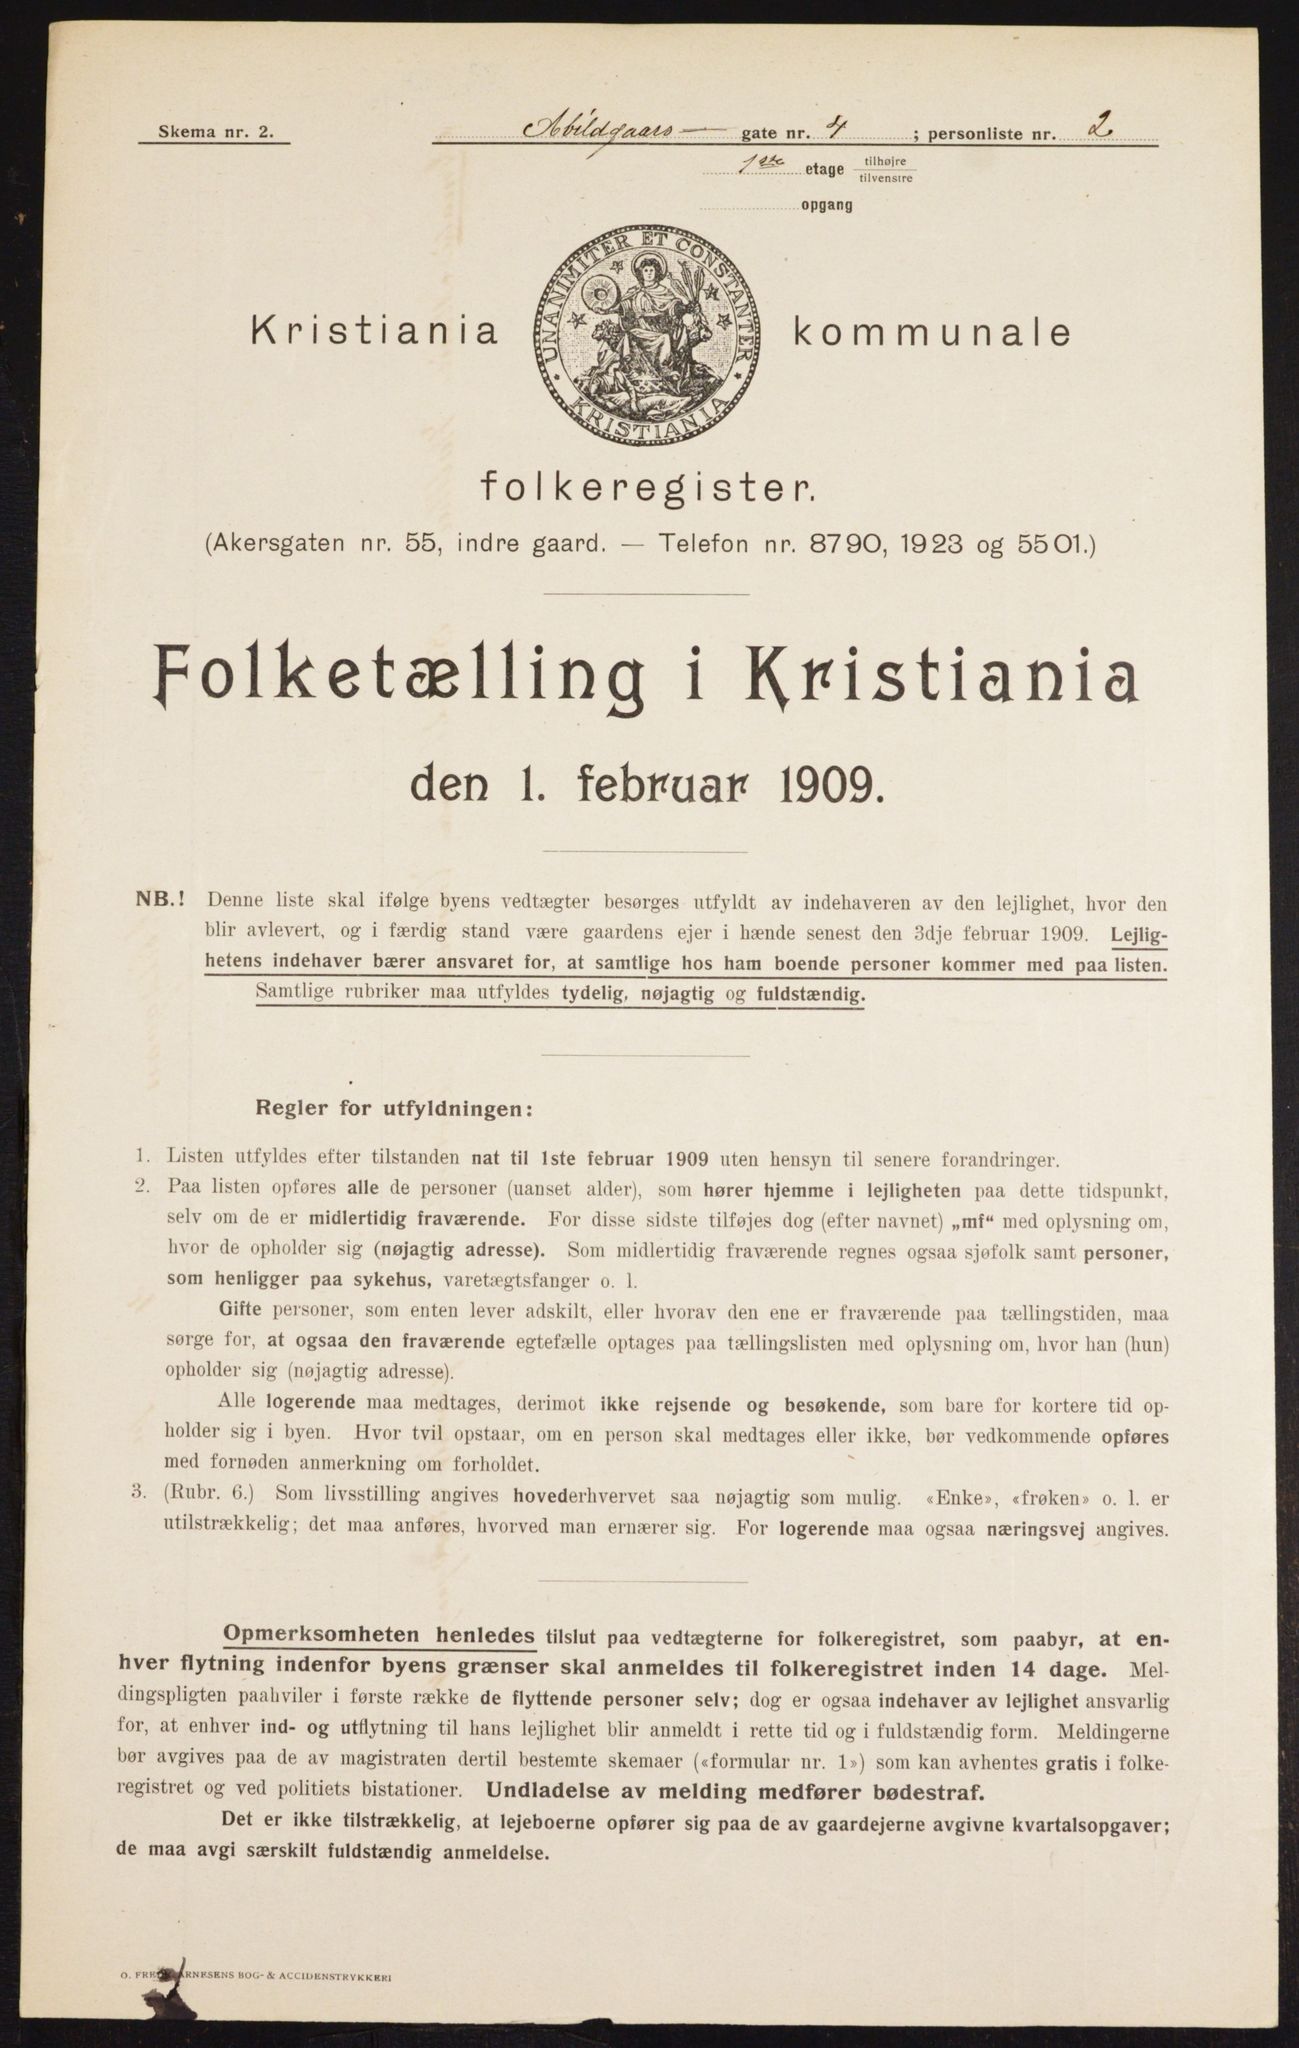 Skema nr. 2.
Abildgaars- gate nr. 4 ; personliste nr. 2
1ste etage tilhøjre
tilvenstre
opgang
UNANIMITER ET CONSTANTER
KRISTIANIA
Kristiania kommunale
folkeregister.
(Akersgaten nr. 55, indre gaard. — Telefon nr. 8790, 1923 og 5501.)
Folketælling i Kristiania
den 1. februar 1909.
NB.! Denne liste skal ifølge byens vedtægter besørges utfyldt av indehaveren av den lejlighet, hvor den
blir avlevert, og i færdig stand være gaardens ejer i hænde senest den 3dje februar 1909. Lejlig-
hetens indehaver bærer ansvaret for, at samtlige hos ham boende personer kommer med paa listen.
Samtlige rubriker maa utfyldes tydelig, nøjagtig og fuldstændig.
Regler for utfyldningen:
1. Listen utfyldes efter tilstanden nat til 1ste februar 1909 uten hensyn til senere forandringer.
2. Paa listen opføres alle de personer (uanset alder), som hører hjemme i lejligheten paa dette tidspunkt,
selv om de er midlertidig fraværende. For disse sidste tilføjes dog (efter navnet) „mf“ med oplysning om,
hvor de opholder sig (nøjagtig adresse). Som midlertidig fraværende regnes ogsaa sjøfolk samt personer,
som henligger paa sykehus, varetægtsfanger o. l.
Gifte personer, som enten lever adskilt, eller hvorav den ene er fraværende paa tællingstiden, maa
sørge for, at ogsaa den fraværende egtefælle optages paa tællingslisten med oplysning om, hvor han (hun)
opholder sig (nøjagtig adresse).
Alle logerende maa medtages, derimot ikke rejsende og besøkende, som bare for kortere tid op-
holder sig i byen. Hvor tvil opstaar, om en person skal medtages eller ikke, bør vedkommende opføres
med fornøden anmerkning om forholdet.
3. (Rubr. 6.) Som livsstilling angives hovederhvervet saa nøjagtig som mulig. «Enke», «frøken» o. l. er
utilstrækkelig; det maa anføres, hvorved man ernærer sig. For logerende maa ogsaa næringsvej angives.
Opmerksomheten henledes tilslut paa vedtægterne for folkeregistret, som paabyr, at en-
hver flytning indenfor byens grænser skal anmeldes til folkeregistret inden 14 dage. Mel-
dingspligten paahviler i første række de flyttende personer selv; dog er ogsaa indehaver av lejlighet ansvarlig
for, at enhver ind- og utflytning til hans lejlighet blir anmeldt i rette tid og i fuldstændig form. Meldingerne
bør avgives paa de av magistraten dertil bestemte skemaer («formular nr. 1») som kan avhentes gratis i folke-
registret og ved politiets bistationer. Undladelse av melding medfører bødestraf.
Det er ikke tilstrækkelig, at lejeboerne opfører sig paa de av gaardejerne avgivne kvartalsopgaver;
de maa avgi særskilt fuldstændig anmeldelse.
O. BOG- & ACCIDENSTRYKKERI